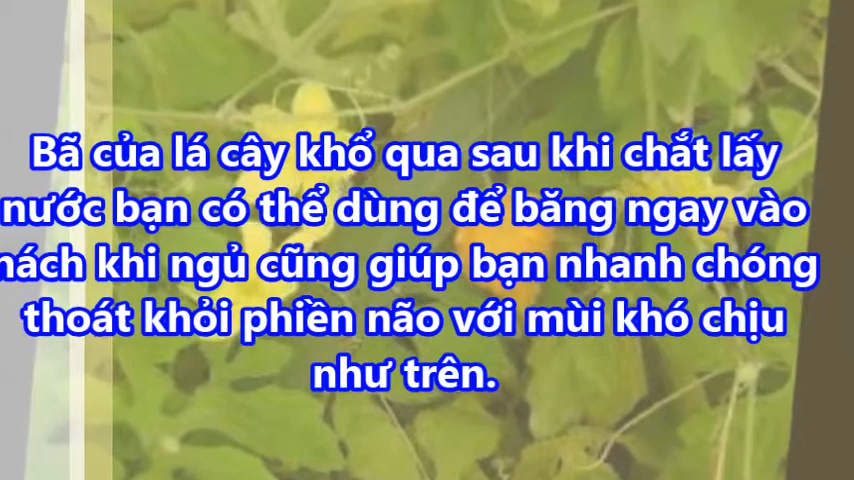 Bã của lá cây khổ qua sau khi chắt lấy
nước bạn có thể dùng để băng ngay vào
nách khi ngủ cũng giúp bạn nhanh chóng
thoát khỏi phiền não với mùi khó chịu
như trên.